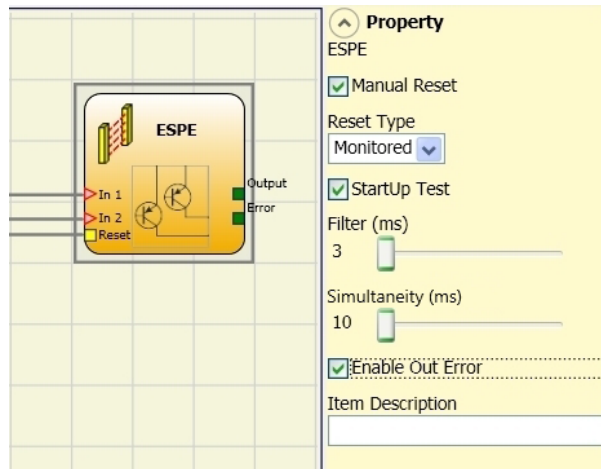 ESPE
In 1
In 2
Reset
Output
Error
Property
ESPE
Manual Reset
Reset Type
Monitored
StartUp Test
Filter (ms)
3
Simultaneity (ms)
10
Enable Out Error
Item Description